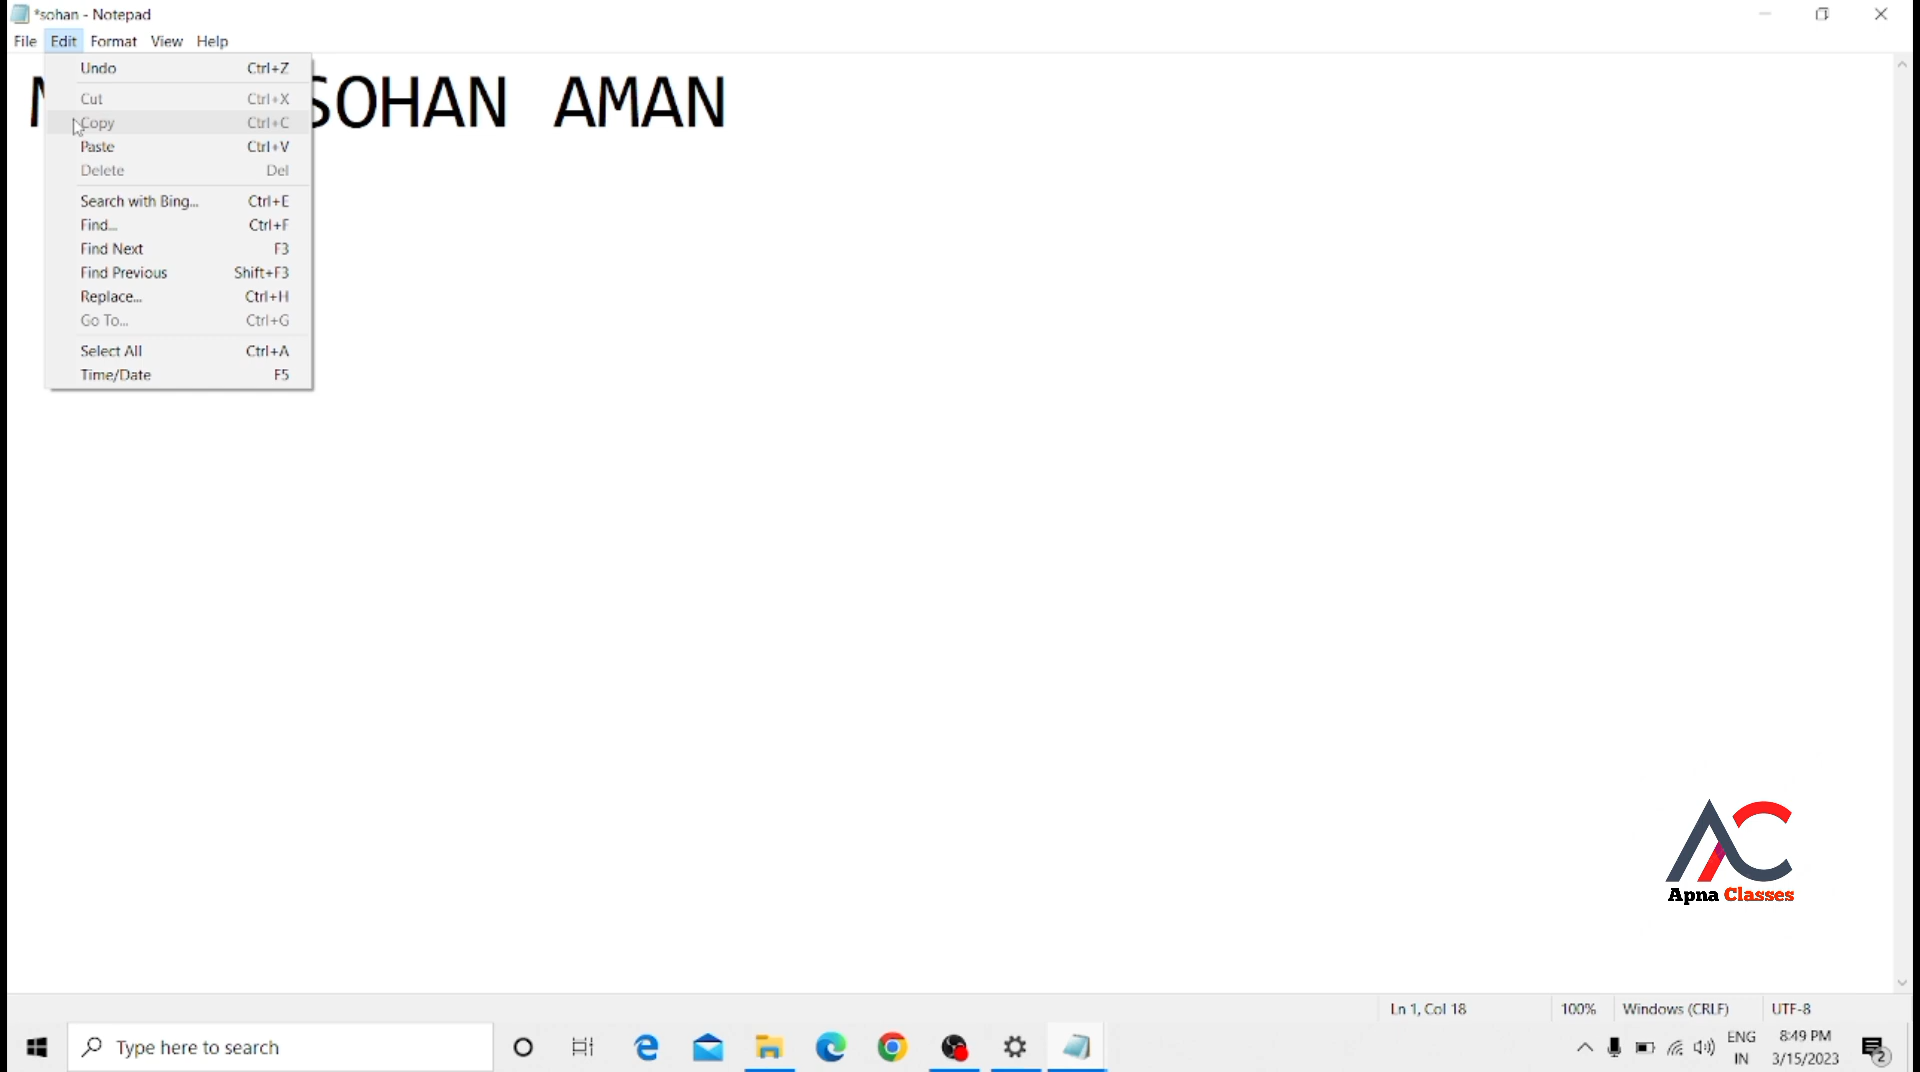 *sohan - Notepad
File Edit Format View Help
Undo Ctrl+Z
Cut Ctrl+X
Copy Ctrl+C
Paste Ctrl+V
Delete Del
Search with Bing... Ctrl+E
Find... Ctrl+F
Find Next F3
Find Previous Shift+F3
Replace... Ctrl+H
Go To... Ctrl+G
Select All Ctrl+A
Time/Date F5
SOHAN AMAN
AC
Apna Classes
Ln 1, Col 18 100% Windows (CRLF) UTF-8
Type here to search
ENG
IN
8:49 PM
3/15/2023
2